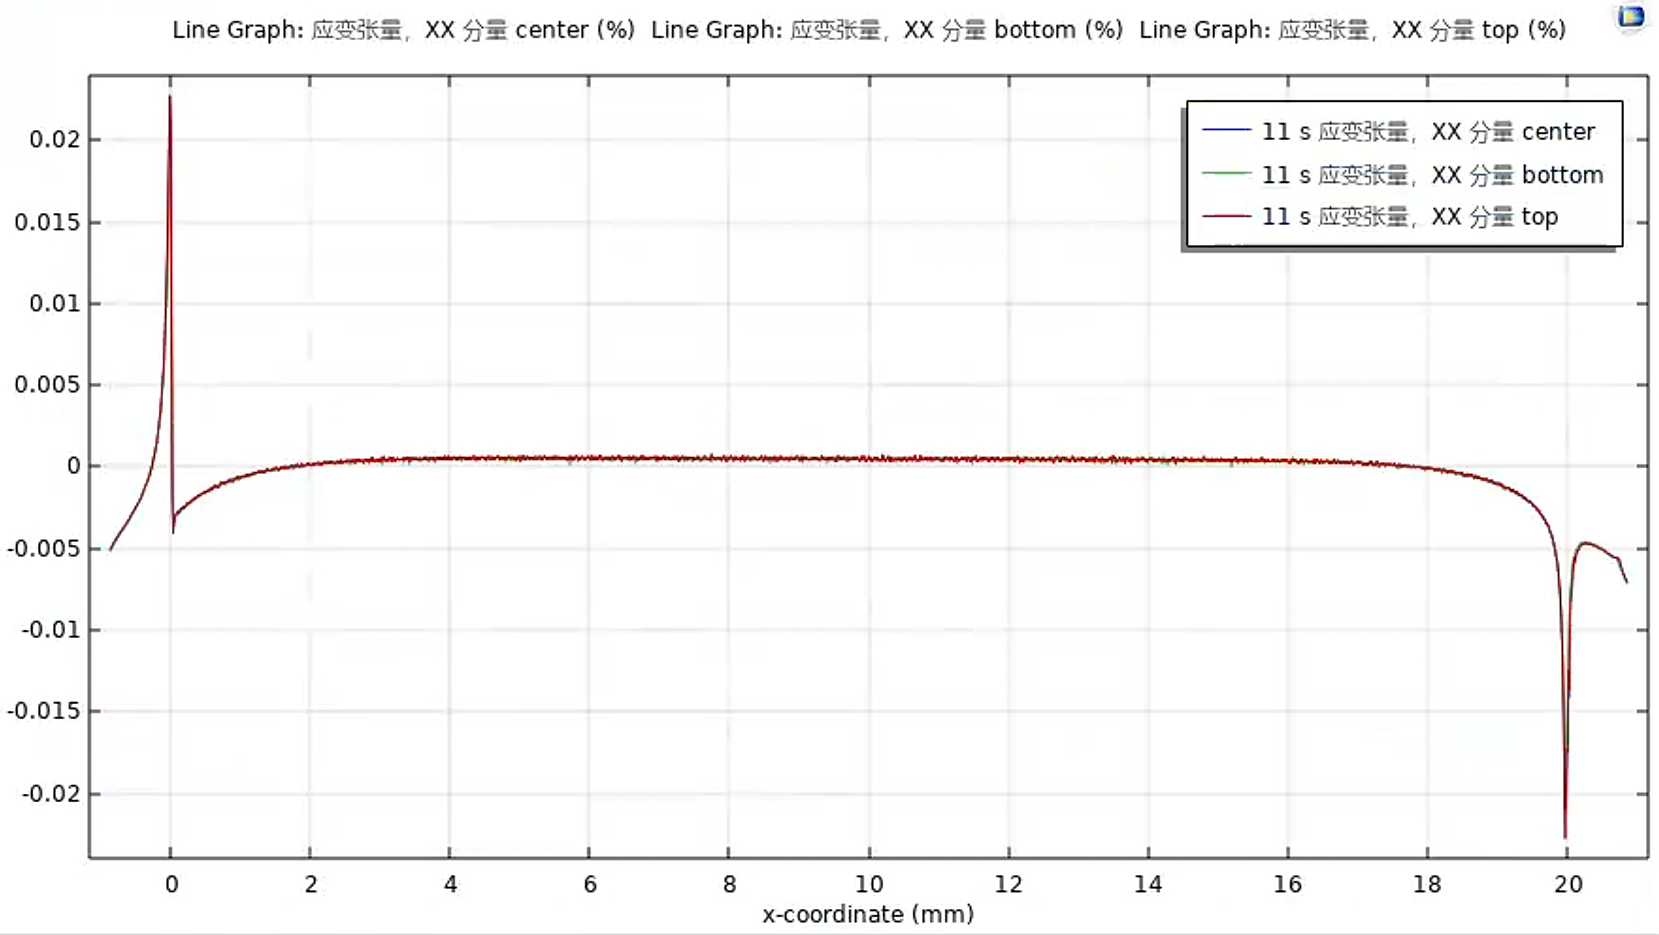 Line Graph: 应变张量，XX 分量 center (%)  Line Graph: 应变张量，XX 分量 bottom (%)  Line Graph: 应变张量，XX 分量 top (%)
11 s 应变张量，XX 分量 center
11 s 应变张量，XX 分量 bottom
11 s 应变张量，XX 分量 top
0.02
0.015
0.01
0.005
0
-0.005
-0.01
-0.015
-0.02
0 2 4 6 8 10 12 14 16 18 20
x-coordinate (mm)